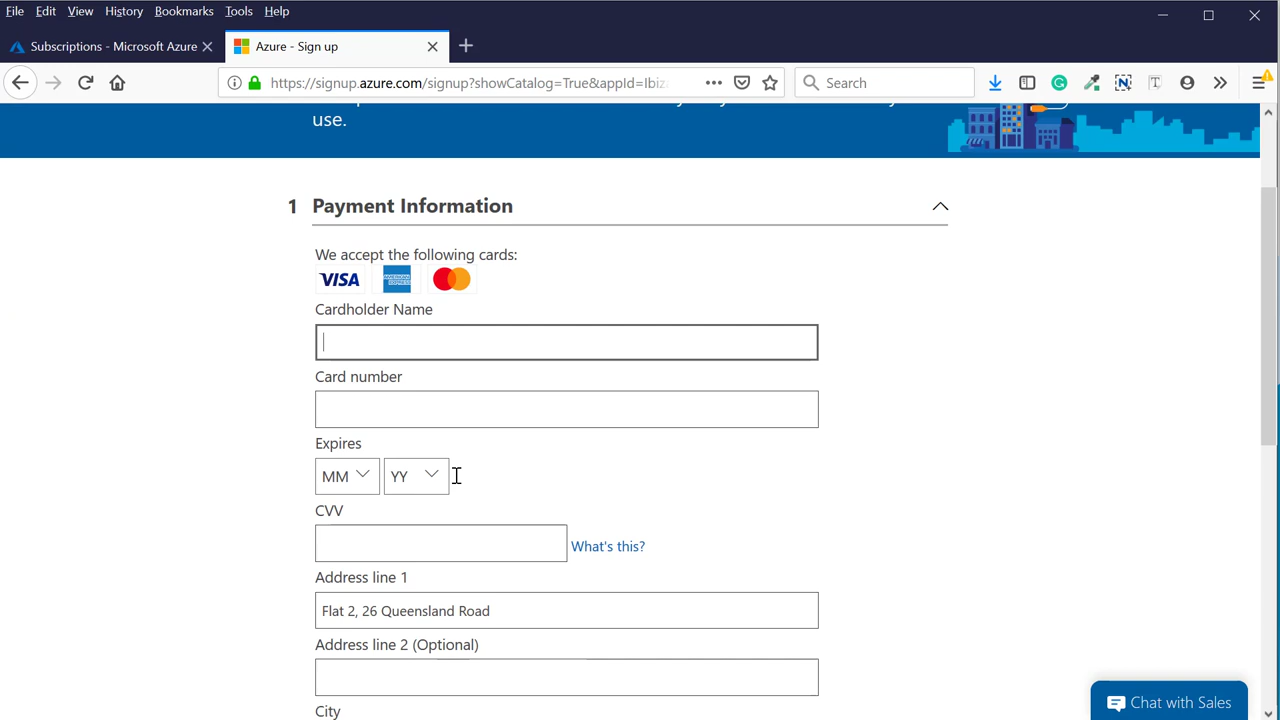 File Edit View History Bookmarks Tools Help
Subscriptions - Microsoft Azure
Azure - Sign up
https://signup.azure.com/signup?showCatalog=True&appId=Ibiza
Search
use.
1 Payment Information
We accept the following cards:
VISA
AMERICAN EXPRESS
Cardholder Name
Card number
Expires
MM YY
CVV
What's this?
Address line 1
Flat 2, 26 Queensland Road
Address line 2 (Optional)
City
Chat with Sales